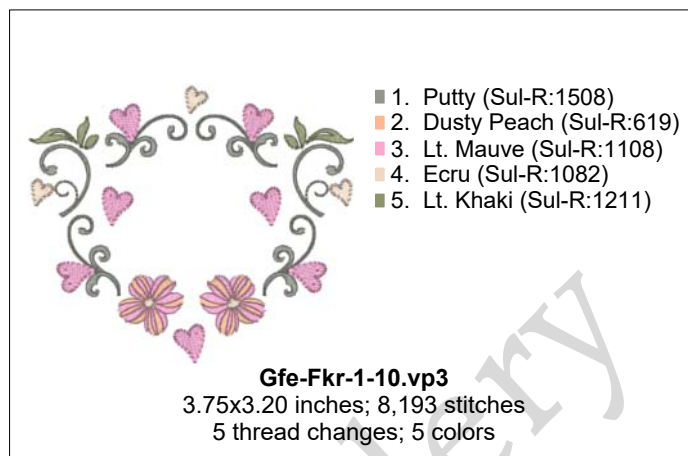 1. Putty (Sul-R:1508)
2. Dusty Peach (Sul-R:619)
3. Lt. Mauve (Sul-R:1108)
4. Ecru (Sul-R:1082)
5. Lt. Khaki (Sul-R:1211)
Gfe-Fkr-1-10.vp3
3.75x3.20 inches; 8,193 stitches
5 thread changes; 5 colors